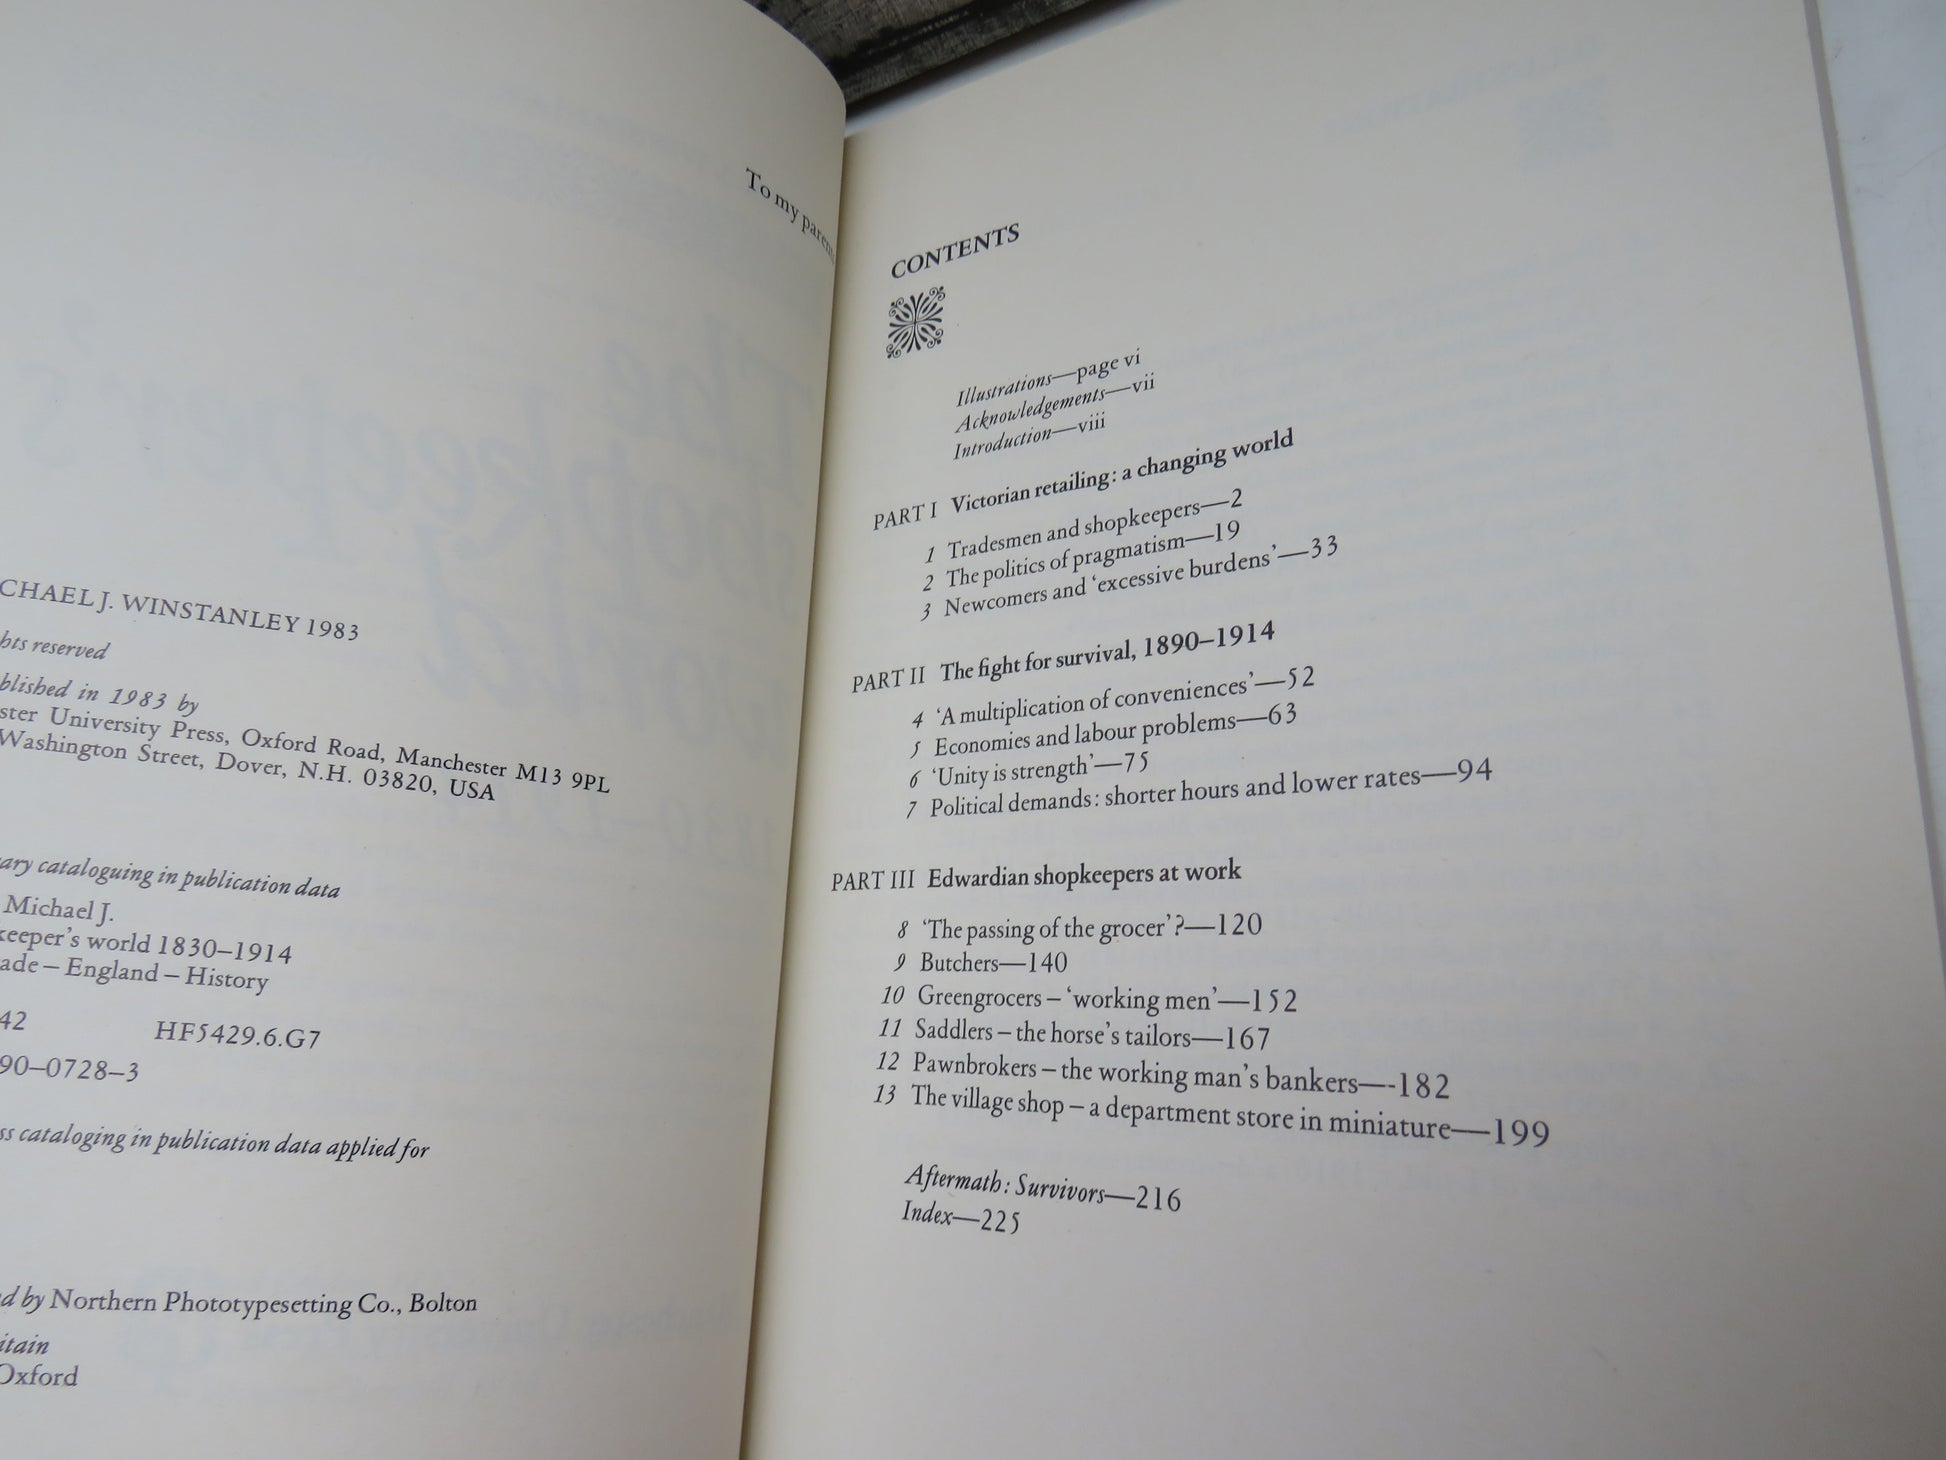 To my parents
CHAEL J. WINSTANLEY 1983
hts reserved
blished in 1983 by
ster University Press, Oxford Road, Manchester M13 9PL
Washington Street, Dover, N.H. 03820, USA
ary cataloguing in publication data
Michael J.
keeper's world 1830–1914
ade – England – History
42 HF5429.6.G7
90–0728–3
ss cataloging in publication data applied for
d by Northern Phototypesetting Co., Bolton
itain
Oxford
CONTENTS
Illustrations—page vi
Acknowledgements—vii
Introduction—viii
PART I Victorian retailing: a changing world
1 Tradesmen and shopkeepers—2
2 The politics of pragmatism—19
3 Newcomers and ‘excessive burdens’—33
PART II The fight for survival, 1890–1914
4 ‘A multiplication of conveniences’—52
5 Economies and labour problems—63
6 ‘Unity is strength’—75
7 Political demands: shorter hours and lower rates—94
PART III Edwardian shopkeepers at work
8 ‘The passing of the grocer’?—120
9 Butchers—140
10 Greengrocers – ‘working men’—152
11 Saddlers – the horse's tailors—167
12 Pawnbrokers – the working man's bankers—-182
13 The village shop – a department store in miniature—199
Aftermath: Survivors—216
Index—225